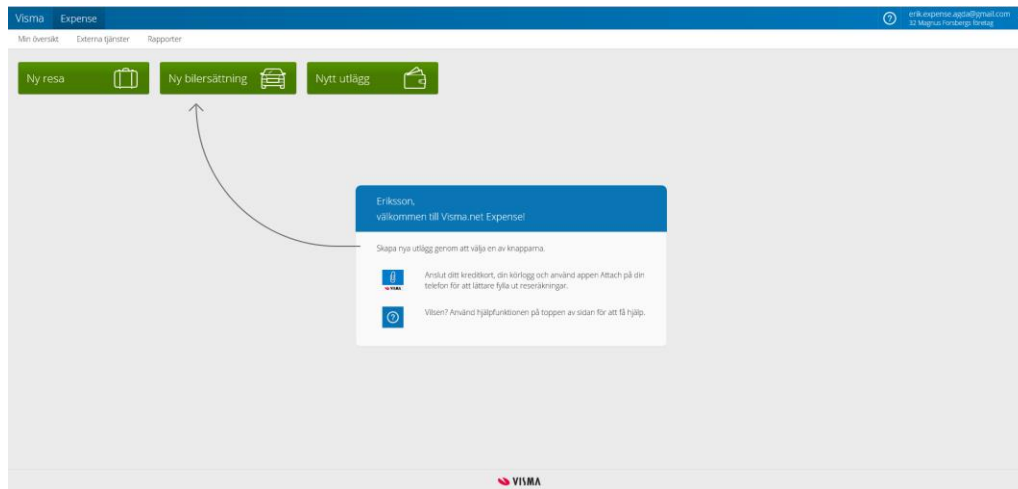 Visma Expense
erik.expense.agda@gmail.com
32 Magnus Forsbergs företag
Min översikt Externa tjänster Rapporter
Ny resa Ny bilersättning Nytt utlägg
Eriksson,
välkommen till Visma.net Expense!
Skapa nya utlägg genom att välja en av knapparna.
Anslut ditt kreditkort, din körlogg och använd appen Attach på din
telefon för att lättare fylla ut reseräkningar.
VISMA
Vilsen? Använd hjälpfunktionen på toppen av sidan för att få hjälp.
VISMA